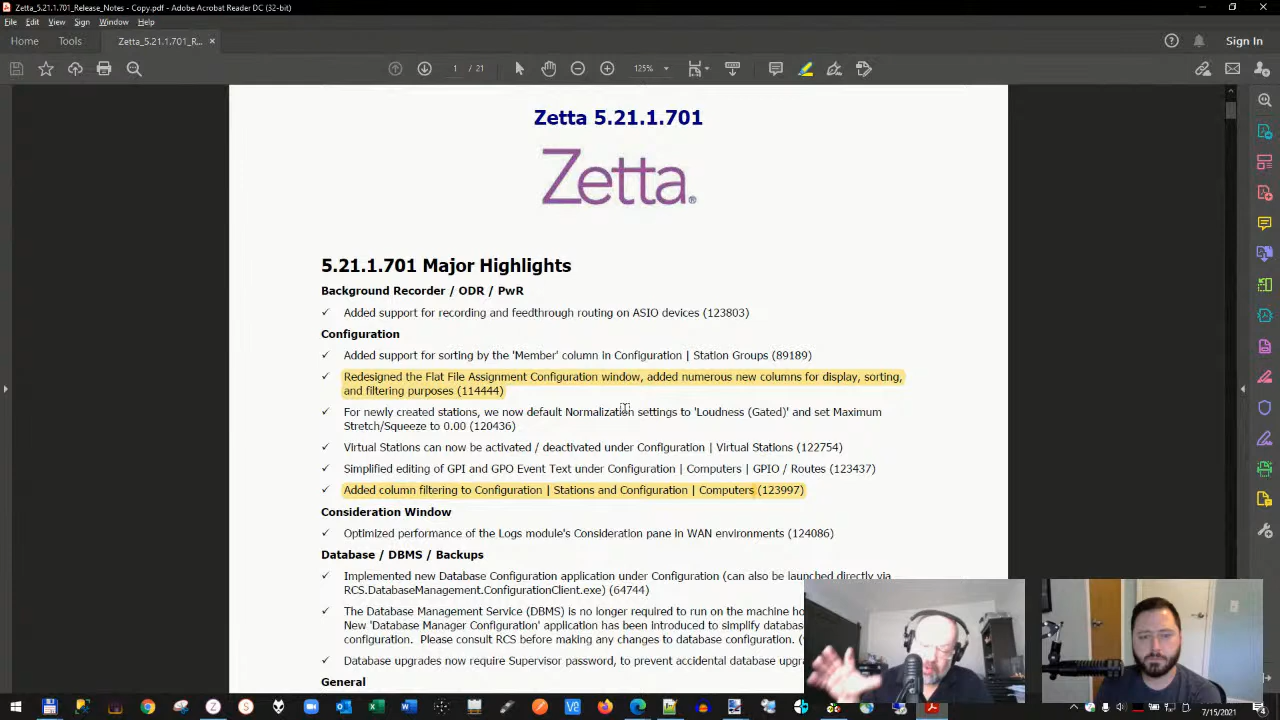 Zetta_5.21.1.701_Release_Notes - Copy.pdf - Adobe Acrobat Reader DC (32-bit)
File Edit View Sign Window Help
Home Tools Zetta_5.21.1.701_R... × Sign In
1 / 21 125%
Zetta 5.21.1.701
Zetta®
5.21.1.701 Major Highlights
Background Recorder / ODR / PwR
✓ Added support for recording and feedthrough routing on ASIO devices (123803)
Configuration
✓ Added support for sorting by the 'Member' column in Configuration | Station Groups (89189)
✓ Redesigned the Flat File Assignment Configuration window, added numerous new columns for display, sorting,
and filtering purposes (114444)
✓ For newly created stations, we now default Normalization settings to 'Loudness (Gated)' and set Maximum
Stretch/Squeeze to 0.00 (120436)
✓ Virtual Stations can now be activated / deactivated under Configuration | Virtual Stations (122754)
✓ Simplified editing of GPI and GPO Event Text under Configuration | Computers | GPIO / Routes (123437)
✓ Added column filtering to Configuration | Stations and Configuration | Computers (123997)
Consideration Window
✓ Optimized performance of the Logs module's Consideration pane in WAN environments (124086)
Database / DBMS / Backups
✓ Implemented new Database Configuration application under Configuration (can also be launched directly via
RCS.DatabaseManagement.ConfigurationClient.exe) (64744)
✓ The Database Management Service (DBMS) is no longer required to run on the machine ho
New 'Database Manager Configuration' application has been introduced to simplify databas
configuration. Please consult RCS before making any changes to database configuration. (
✓ Database upgrades now require Supervisor password, to prevent accidental database upgra
General
7/15/2021